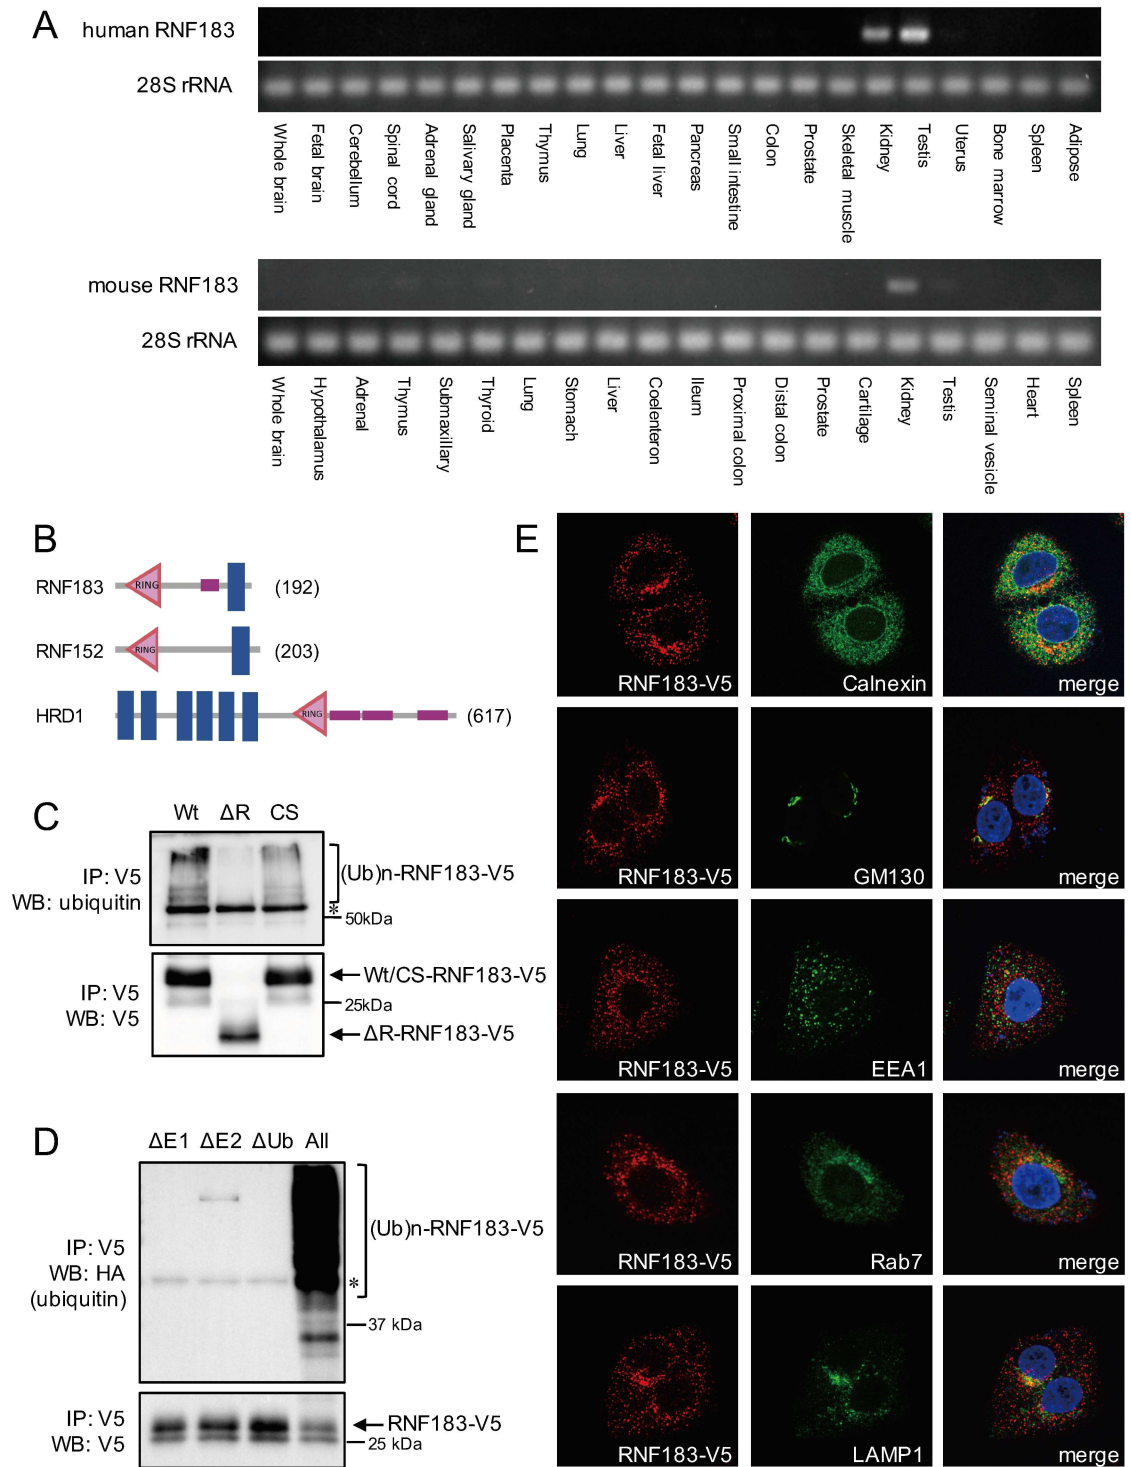 A
human RNF183
28S rRNA
Whole brain
Fetal brain
Cerebellum
Spinal cord
Adrenal gland
Salivary gland
Placenta
Thymus
Lung
Liver
Fetal liver
Pancreas
Small intestine
Colon
Prostate
Skeletal muscle
Kidney
Testis
Uterus
Bone marrow
Spleen
Adipose
mouse RNF183
28S rRNA
Whole brain
Hypothalamus
Adrenal
Thymus
Submaxillary
Thyroid
Lung
Stomach
Liver
Coelenteron
Ileum
Proximal colon
Distal colon
Prostate
Cartilage
Kidney
Testis
Seminal vesicle
Heart
Spleen
B
RNF183 RING (192)
RNF152 RING (203)
HRD1 RING (617)
C
Wt ΔR CS
IP: V5
WB: ubiquitin
(Ub)n-RNF183-V5
*
50kDa
IP: V5
WB: V5
Wt/CS-RNF183-V5
25kDa
ΔR-RNF183-V5
D
ΔE1 ΔE2 ΔUb All
IP: V5
WB: HA
(ubiquitin)
(Ub)n-RNF183-V5
*
37 kDa
IP: V5
WB: V5
RNF183-V5
25 kDa
E
RNF183-V5 Calnexin merge
RNF183-V5 GM130 merge
RNF183-V5 EEA1 merge
RNF183-V5 Rab7 merge
RNF183-V5 LAMP1 merge